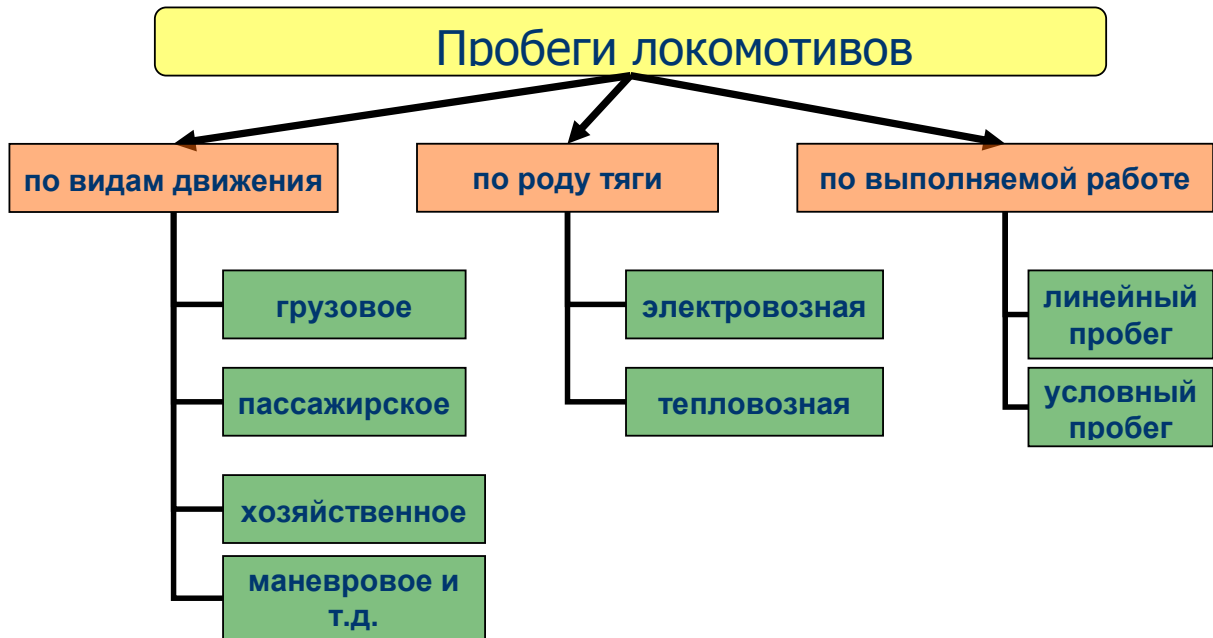 Пробеги локомотивов
по видам движения
по роду тяги
по выполняемой работе
грузовое
пассажирское
хозяйственное
маневровое и
т.д.
электровозная
тепловозная
линейный
пробег
условный
пробег